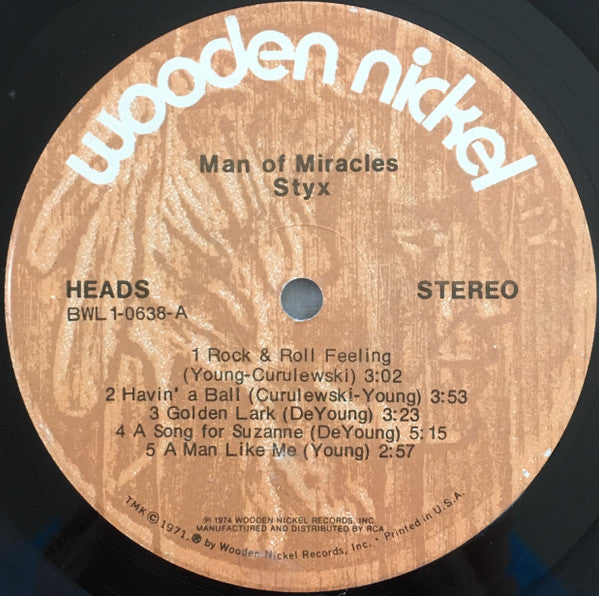 wooden nickel
Man of Miracles
Styx
HEADS
BWL 1-0638-A
STEREO
1 Rock & Roll Feeling
(Young-Curulewski) 3:02
2 Havin' a Ball (Curulewski-Young) 3:53
3 Golden Lark (DeYoung) 3:23
4 A Song for Suzanne (DeYoung) 5:15
5 A Man Like Me (Young) 2:57
℗ 1974 WOODEN NICKEL RECORDS, INC
MANUFACTURED AND DISTRIBUTED BY RCA
TMK © 1971, ® by Wooden Nickel Records, Inc. • Printed in U.S.A.